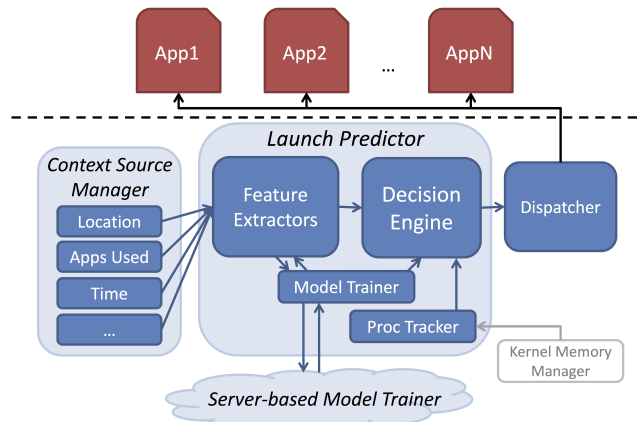 App1
App2
...
AppN
Launch Predictor
Context Source
Manager
Location
Apps Used
Time
...
Feature
Extractors
Decision
Engine
Dispatcher
Model Trainer
Proc Tracker
Kernel Memory
Manager
Server-based Model Trainer